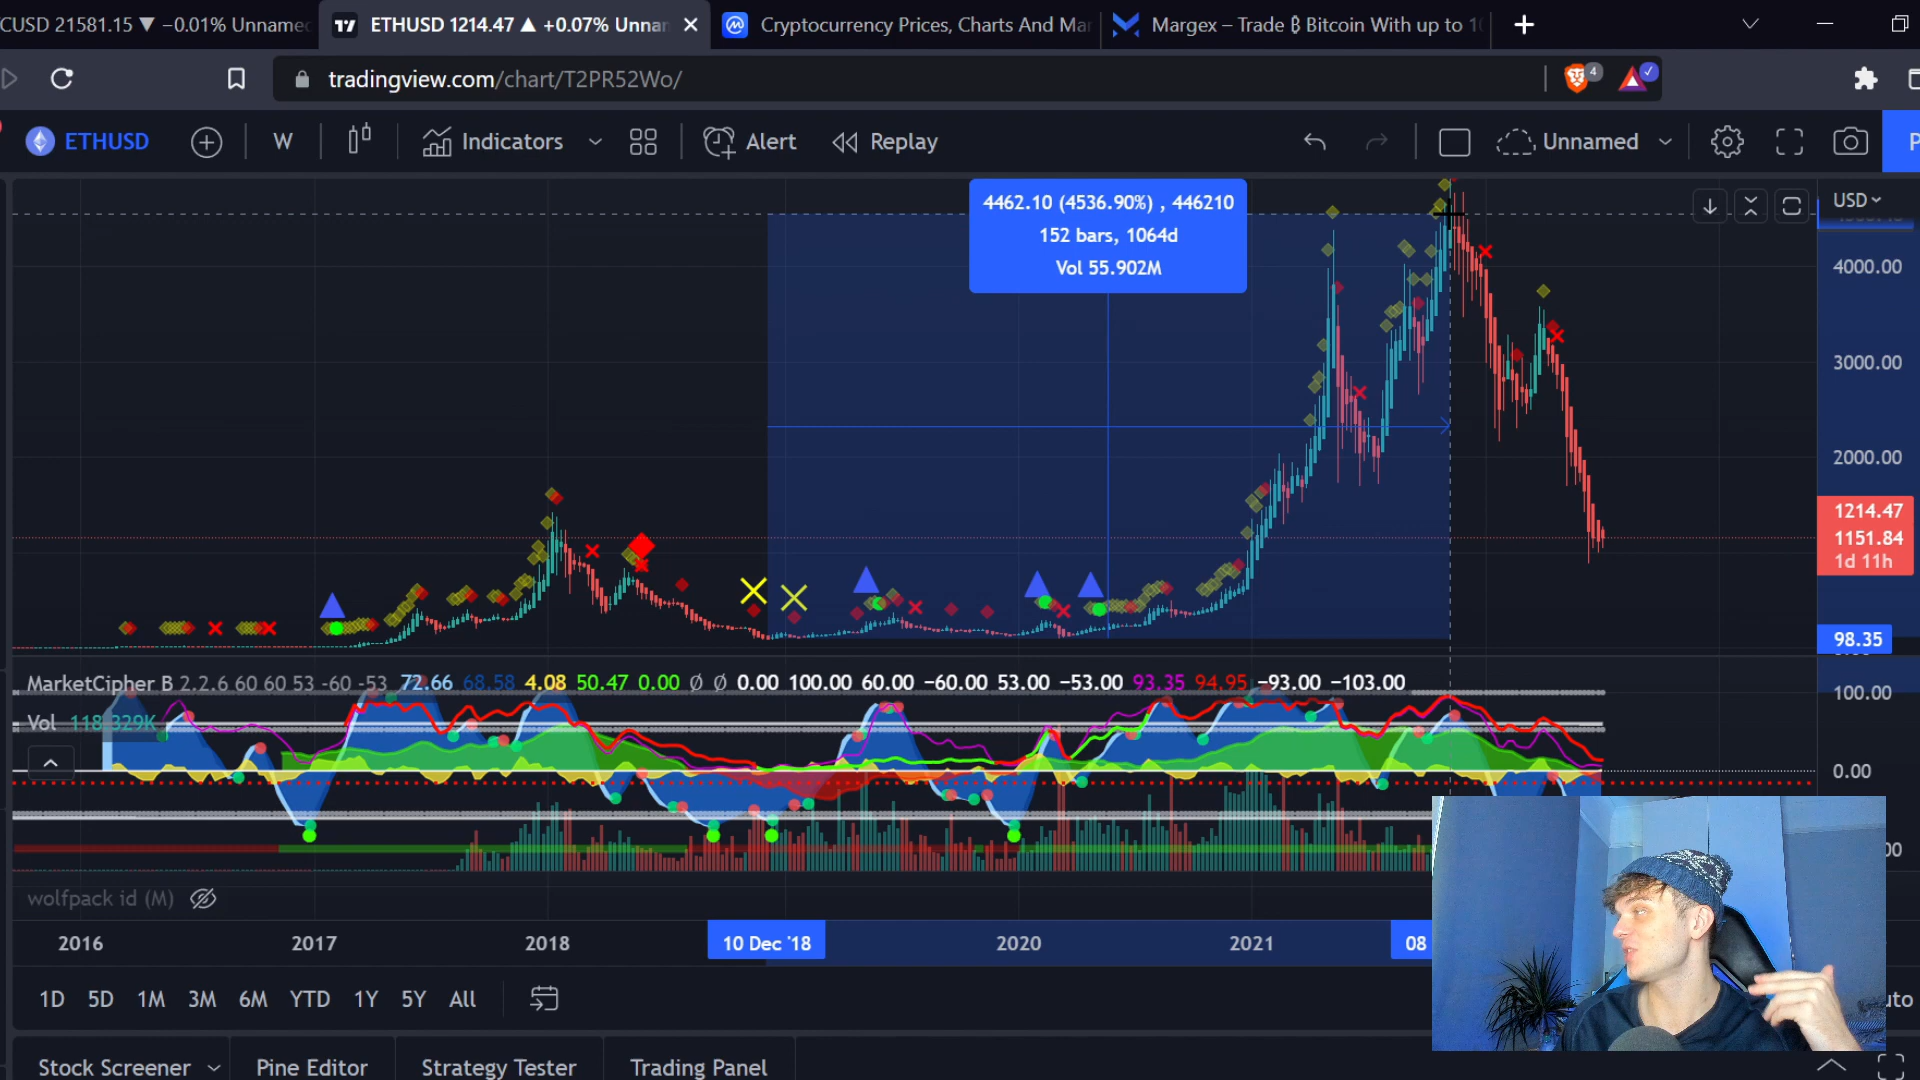 CUSD 21581.15 ▼ −0.01% Unname
ETHUSD 1214.47 ▲ +0.07% Unnar
Cryptocurrency Prices, Charts And Mar
Margex – Trade ₿ Bitcoin With up to 10
tradingview.com/chart/T2PR52Wo/
4
ETHUSD
W
Indicators
Alert
Replay
Unnamed
P
4462.10 (4536.90%) , 446210
152 bars, 1064d
Vol 55.902M
USD
4000.00
3000.00
2000.00
1214.47
1151.84
1d 11h
98.35
MarketCipher B 2.2.6 60 60 53 -60 -53 72.66 68.58 4.08 50.47 0.00 Ø Ø 0.00 100.00 60.00 −60.00 53.00 −53.00 93.35 94.95 −93.00 −103.00
100.00
Vol 118.329K
0.00
00
wolfpack id (M)
2016
2017
2018
10 Dec '18
2020
2021
08
1D 5D 1M 3M 6M YTD 1Y 5Y All
uto
Stock Screener
Pine Editor
Strategy Tester
Trading Panel